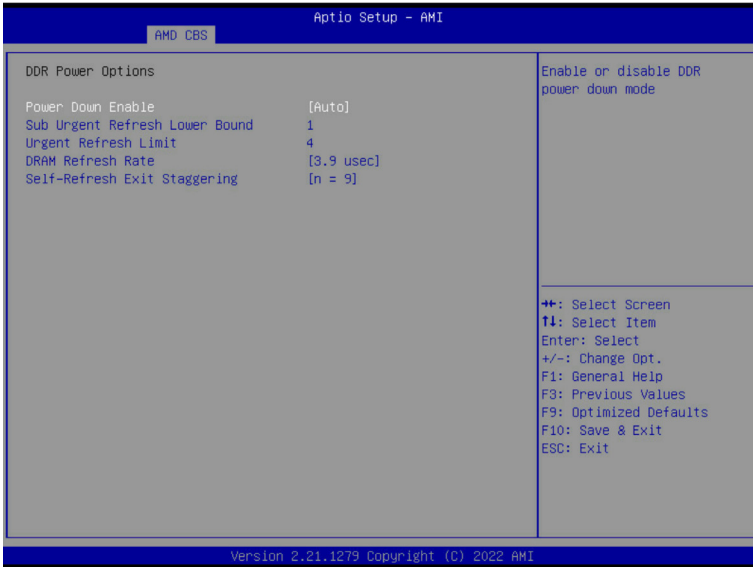 Aptio Setup - AMI
AMD CBS
DDR Power Options
Power Down Enable [Auto]
Sub Urgent Refresh Lower Bound 1
Urgent Refresh Limit 4
DRAM Refresh Rate [3.9 usec]
Self-Refresh Exit Staggering [n = 9]
Enable or disable DDR
power down mode
→←: Select Screen
↑↓: Select Item
Enter: Select
+/-: Change Opt.
F1: General Help
F3: Previous Values
F9: Optimized Defaults
F10: Save & Exit
ESC: Exit
Version 2.21.1279 Copyright (C) 2022 AMI